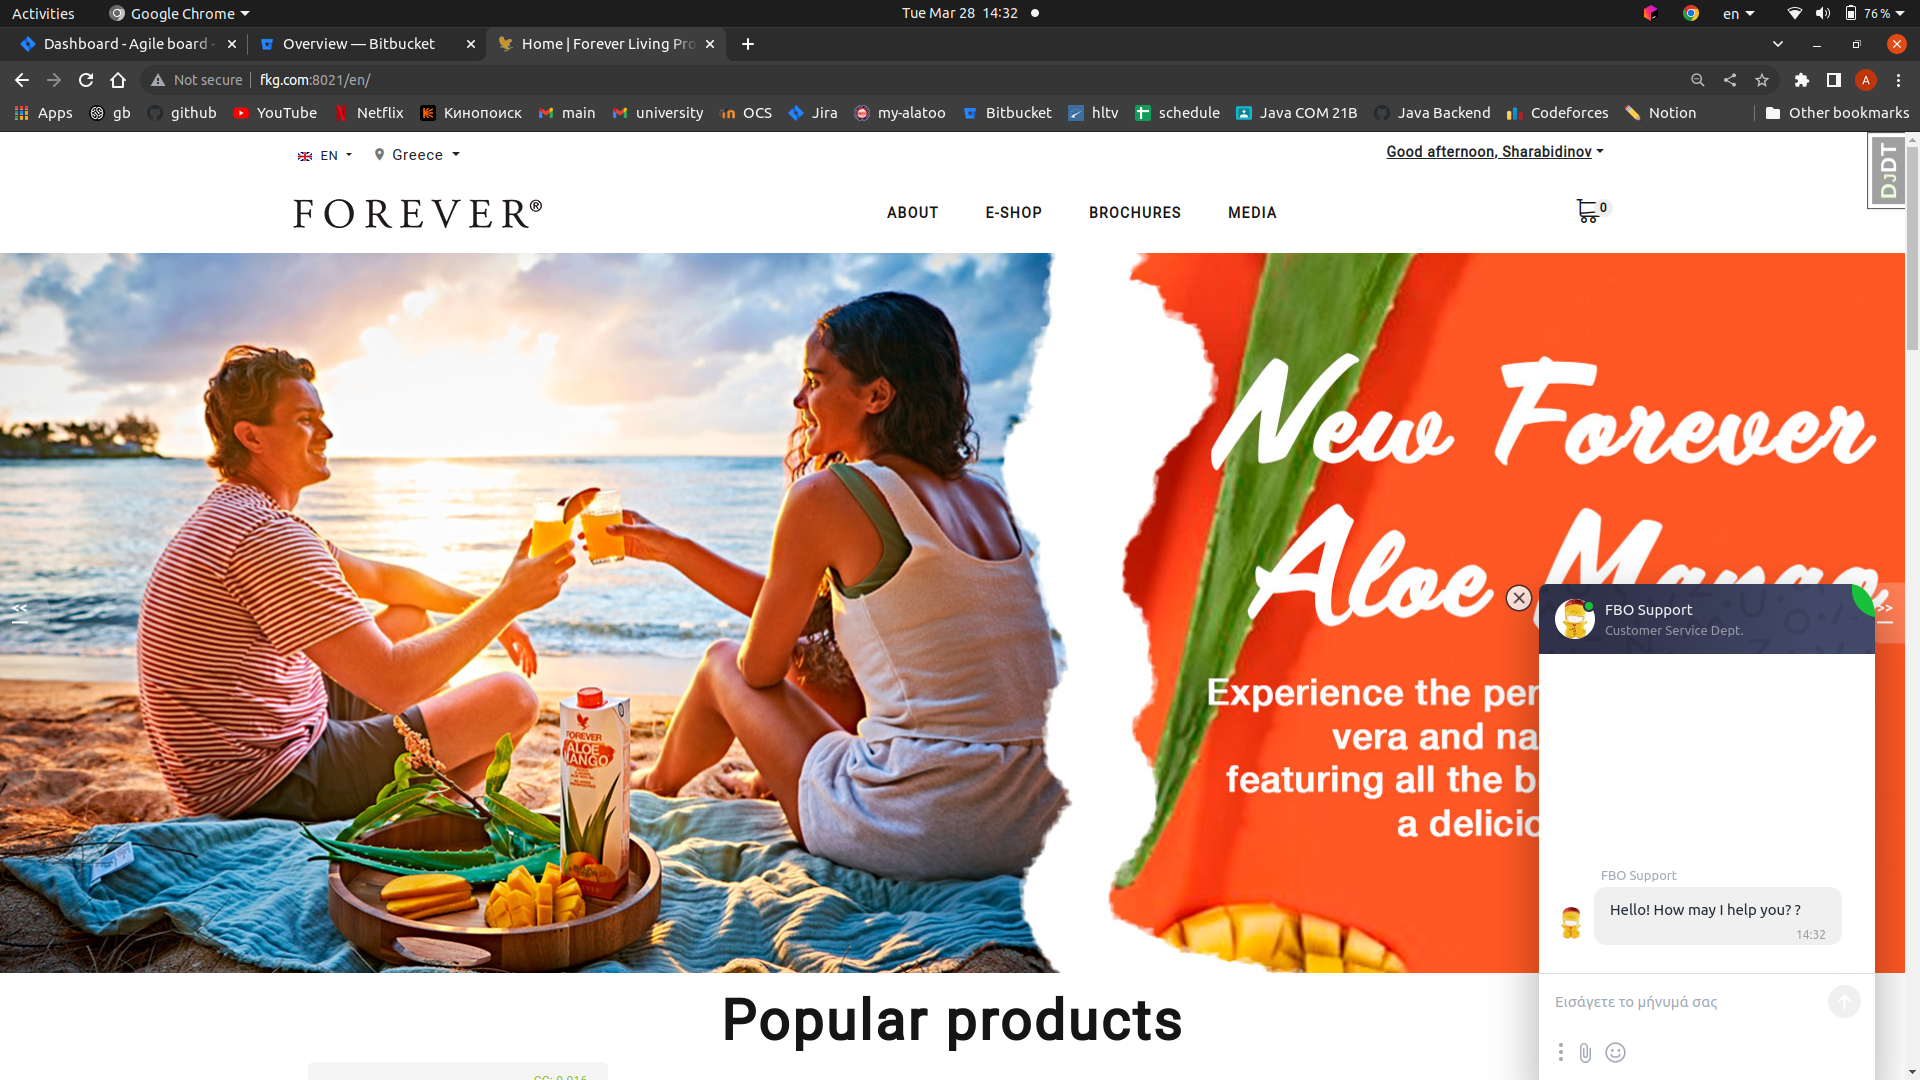 Activities
Google Chrome
Tue Mar 28 14:32
en
76 %
Dashboard - Agile board -
Overview — Bitbucket
Home | Forever Living Pro
Not secure
fkg.com:8021/en/
A
Apps
gb
github
YouTube
Netflix
Кинопоиск
main
university
OCS
Jira
my-alatoo
Bitbucket
hltv
schedule
Java COM 21B
Java Backend
Codeforces
Notion
Other bookmarks
EN
Greece
Good afternoon, Sharabidinov
DJDT
FOREVER®
ABOUT
E-SHOP
BROCHURES
MEDIA
0
New Forever
Aloe Mango
Experience the per
vera and na
featuring all the b
a delicio
<<
>>
FOREVER
ALOE
MANGO
FBO Support
Customer Service Dept.
FBO Support
Hello! How may I help you? ?
14:32
Εισάγετε το μήνυμά σας
Popular products
CC: 0.016